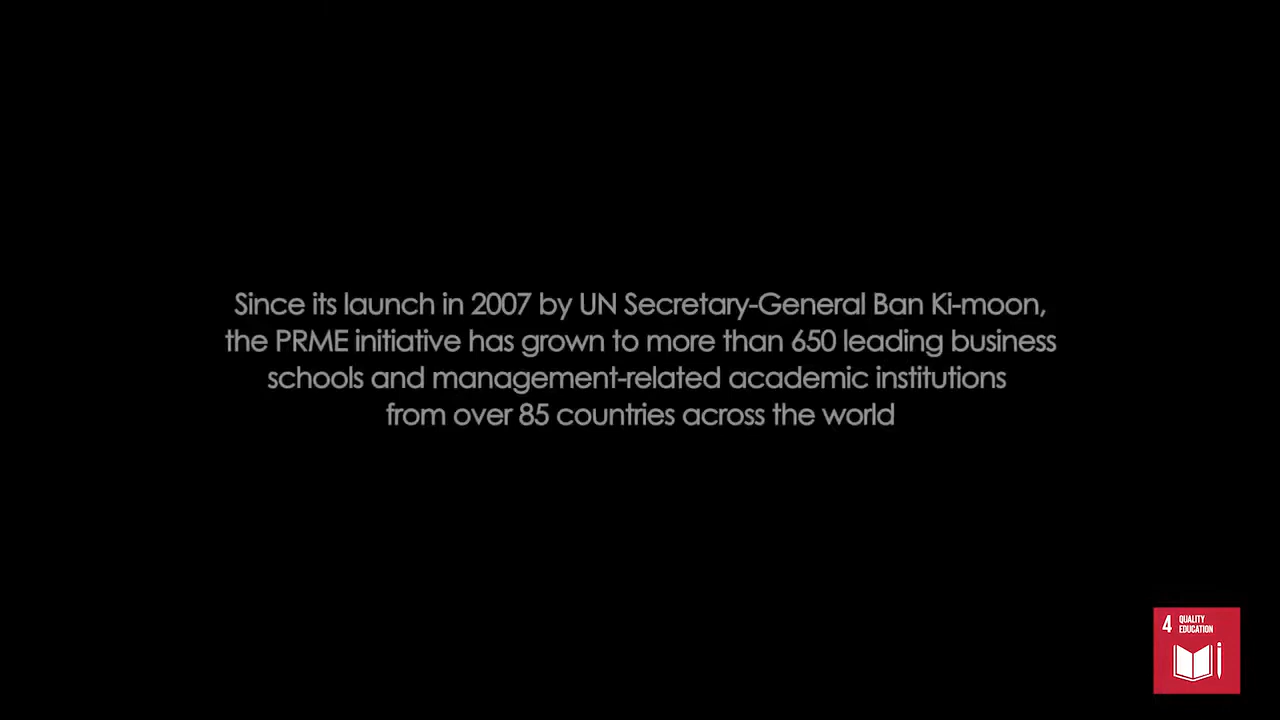 Since its launch in 2007 by UN Secretary-General Ban Ki-moon,
the PRME initiative has grown to more than 650 leading business
schools and management-related academic institutions
from over 85 countries across the world
4 QUALITY
EDUCATION